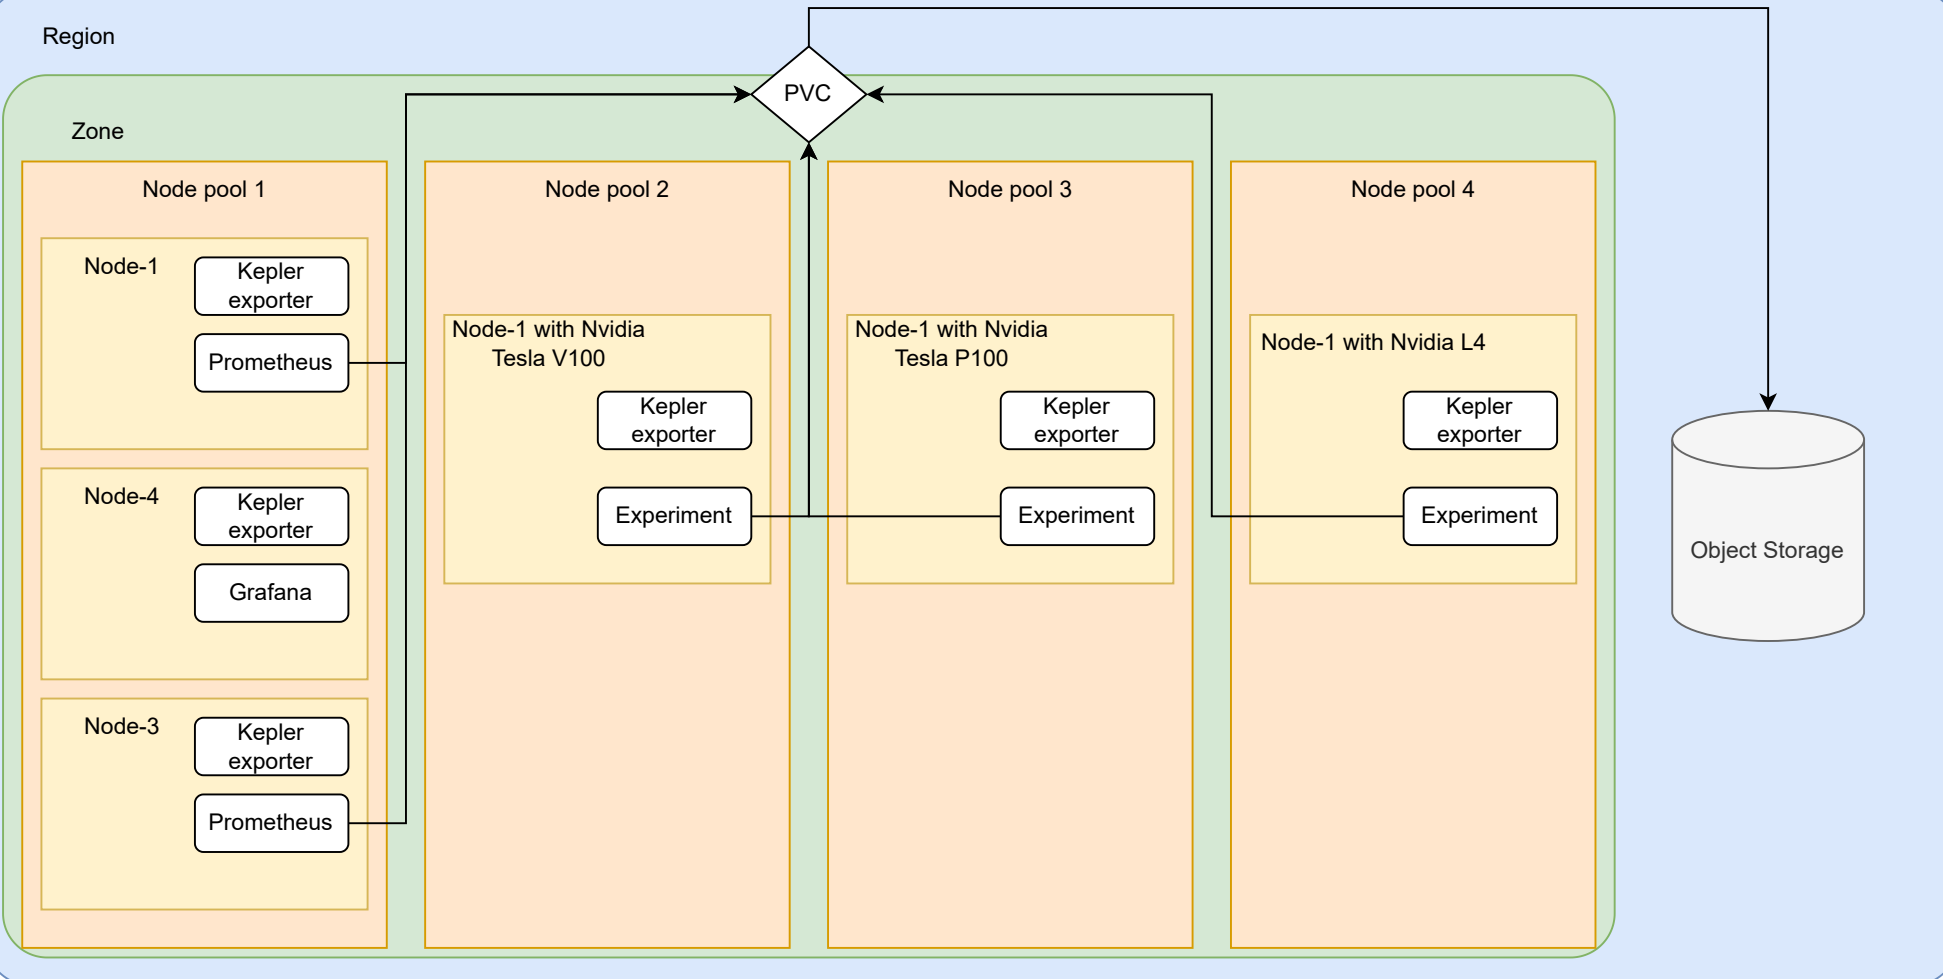 Region
PVC
Zone
Node pool 1
Node-1
Kepler
exporter
Prometheus
Node-4
Kepler
exporter
Grafana
Node-3
Kepler
exporter
Prometheus
Node pool 2
Node-1 with Nvidia
Tesla V100
Kepler
exporter
Experiment
Node pool 3
Node-1 with Nvidia
Tesla P100
Kepler
exporter
Experiment
Node pool 4
Node-1 with Nvidia L4
Kepler
exporter
Experiment
Object Storage